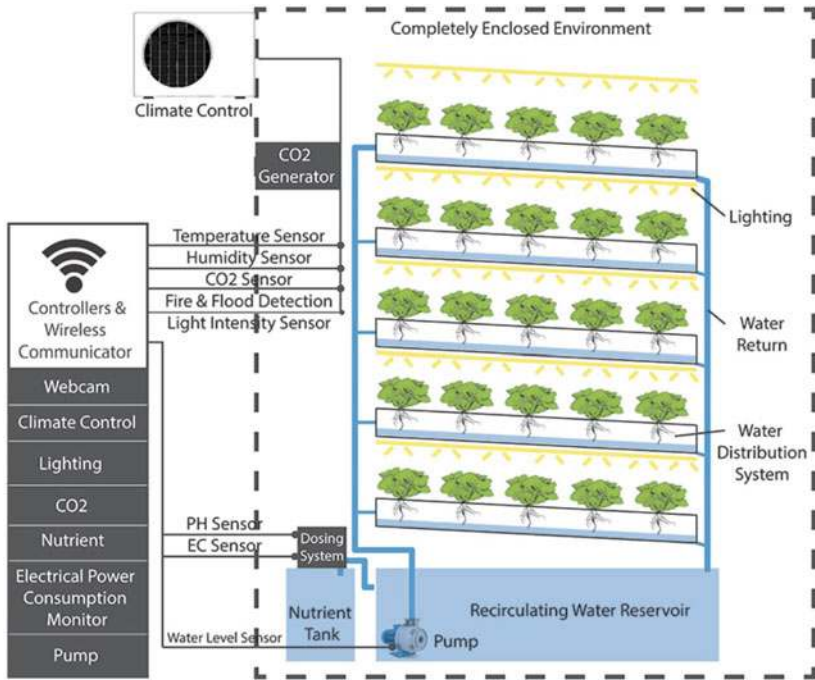 Completely Enclosed Environment
Climate Control
CO2
Generator
Lighting
Temperature Sensor
Humidity Sensor
CO2 Sensor
Fire & Flood Detection
Light Intensity Sensor
Controllers &
Wireless
Communicator
Water
Return
Webcam
Climate Control
Lighting
CO2
Nutrient
Electrical Power
Consumption
Monitor
Pump
Water
Distribution
System
PH Sensor
EC Sensor
Dosing
System
Nutrient
Tank
Recirculating Water Reservoir
Water Level Sensor
Pump